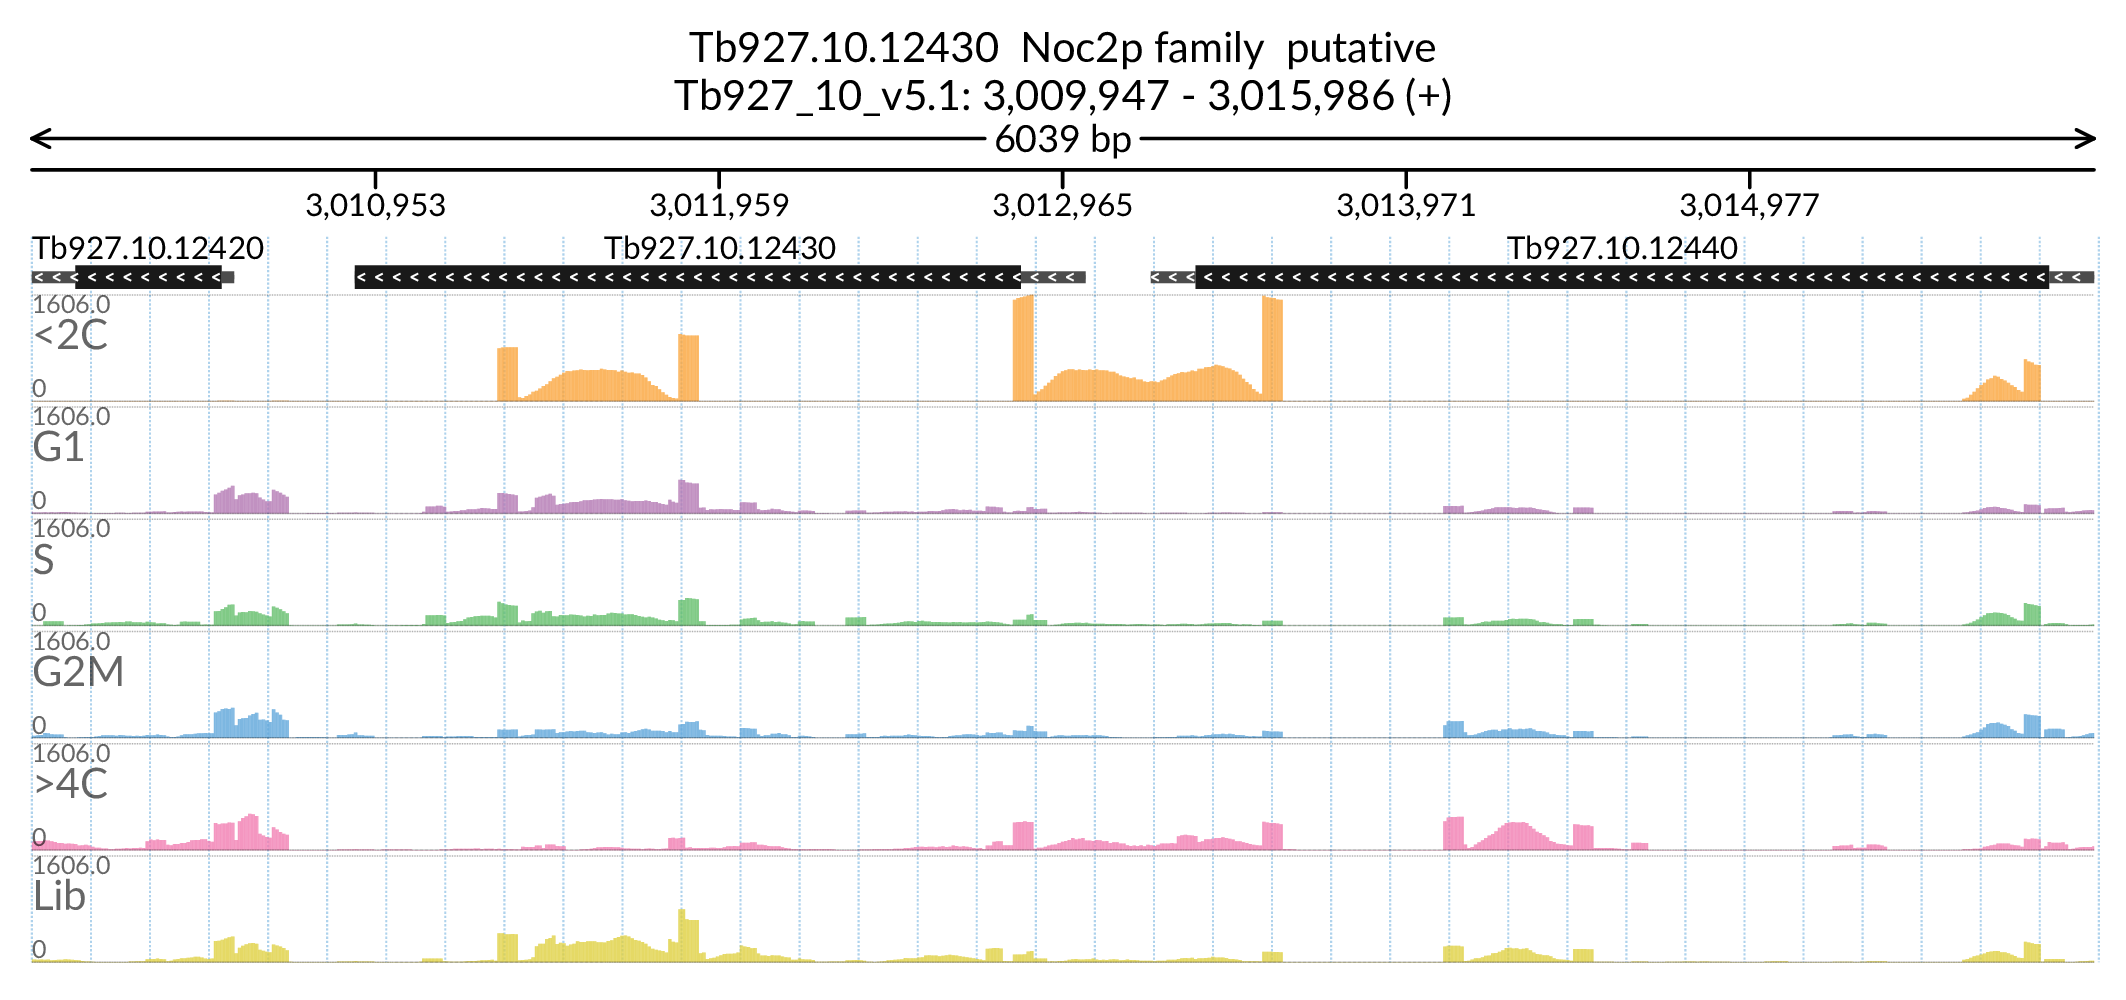 Tb927.10.12430  Noc2p family  putative
Tb927_10_v5.1: 3,009,947 - 3,015,986 (+)
6039 bp
3,010,953 3,011,959 3,012,965 3,013,971 3,014,977
Tb927.10.12420 Tb927.10.12430 Tb927.10.12440
1606.0
<2C
0
1606.0
G1
0
1606.0
S
0
1606.0
G2M
0
1606.0
>4C
0
1606.0
Lib
0